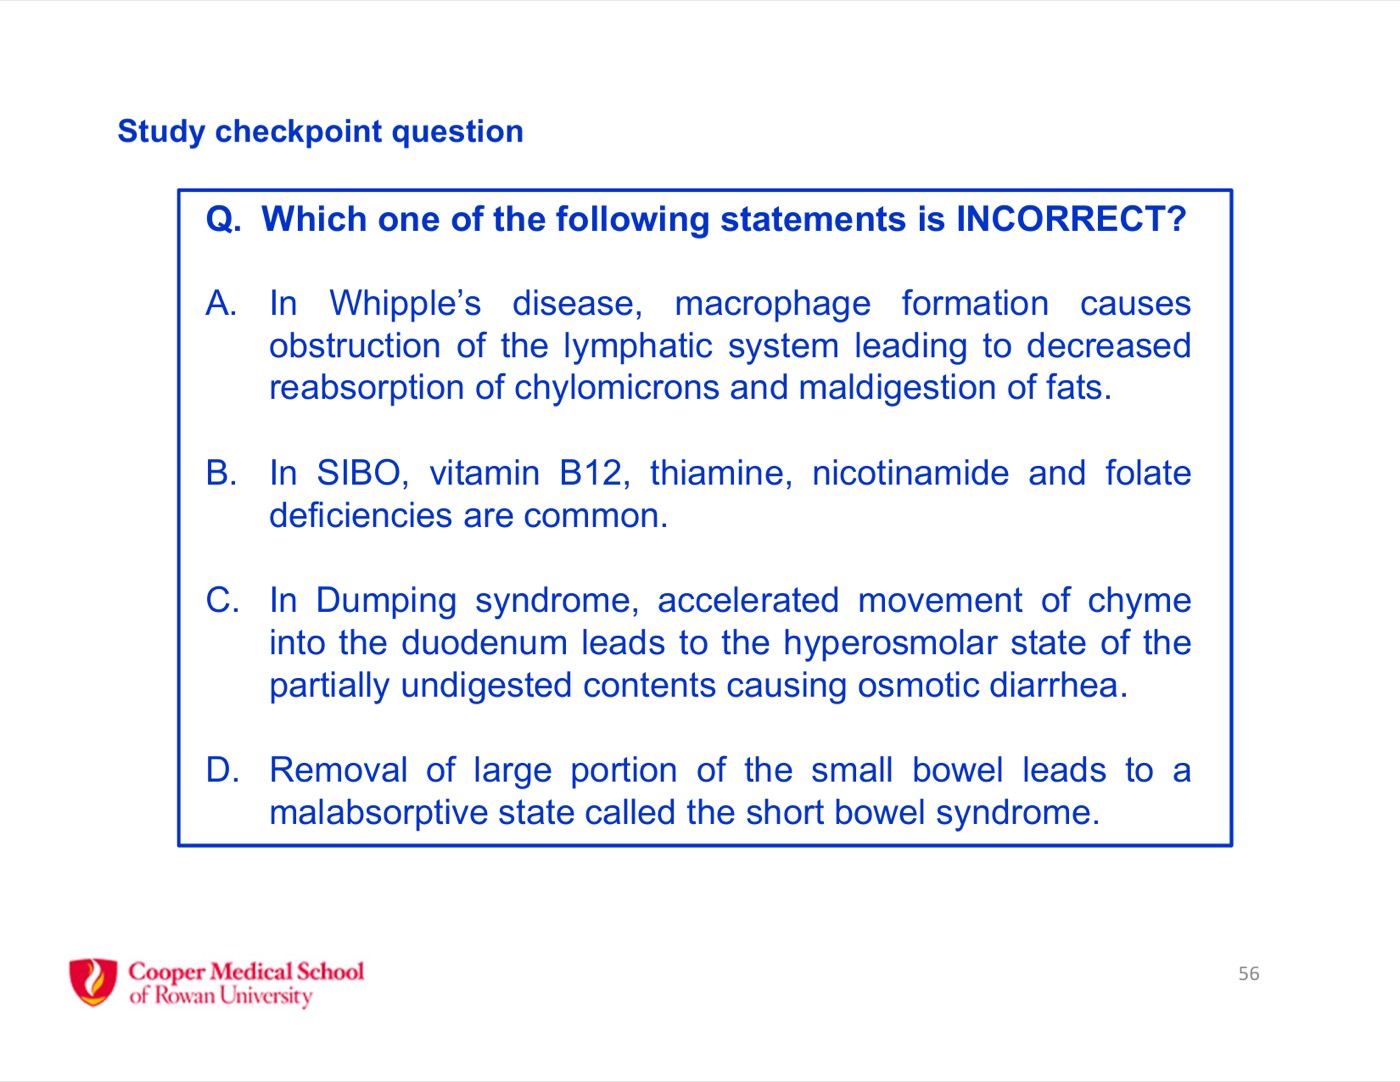 Study checkpoint question
Q. Which one of the following statements is INCORRECT?
A. In Whipple’s disease, macrophage formation causes
obstruction of the lymphatic system leading to decreased
reabsorption of chylomicrons and maldigestion of fats.
B. In SIBO, vitamin B12, thiamine, nicotinamide and folate
deficiencies are common.
C. In Dumping syndrome, accelerated movement of chyme
into the duodenum leads to the hyperosmolar state of the
partially undigested contents causing osmotic diarrhea.
D. Removal of large portion of the small bowel leads to a
malabsorptive state called the short bowel syndrome.
Cooper Medical School
of Rowan University
56